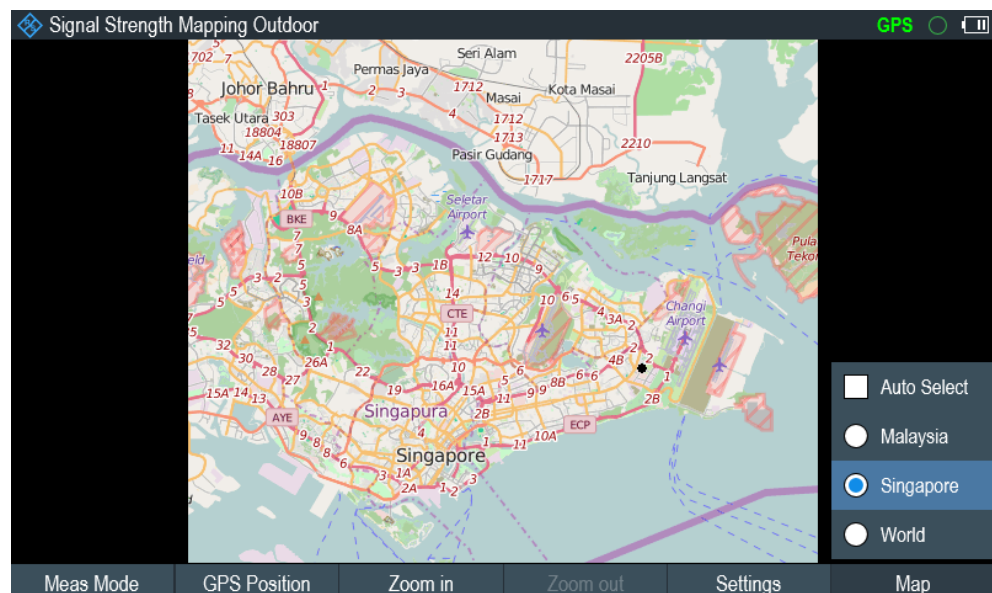 Signal Strength Mapping Outdoor GPS
702 7 Seri Alam 2205B
Permas Jaya
Johor Bahru 1 2 3 1712 Masai Kota Masai
Tasek Utara 303 4 1712
18804 1713
11 14A 16 18807 Pasir Gudang 2210
1717 Tanjung Langsat
10B Seletar
BKE 9 Airport
7 8A
7 12 10 Pula
5 5 3 3 1B 9 Tekor
3 2 5
5 3 14 10 6 5 Changi
2 CTE 4 3A 2 Airport
32 1 11 11 2
30 26A 22 10 5 6 4B 2 1
28 27 19 16A 15A 9 9 8B 6 6 2B Auto Select
15A 14 13 Singapura 2B 11
AYE 4 ECP Malaysia
9 8 8 Singapore 1 11 10A
6 3 1A 3 Singapore
2A 1 2
World
Meas Mode GPS Position Zoom in Zoom out Settings Map